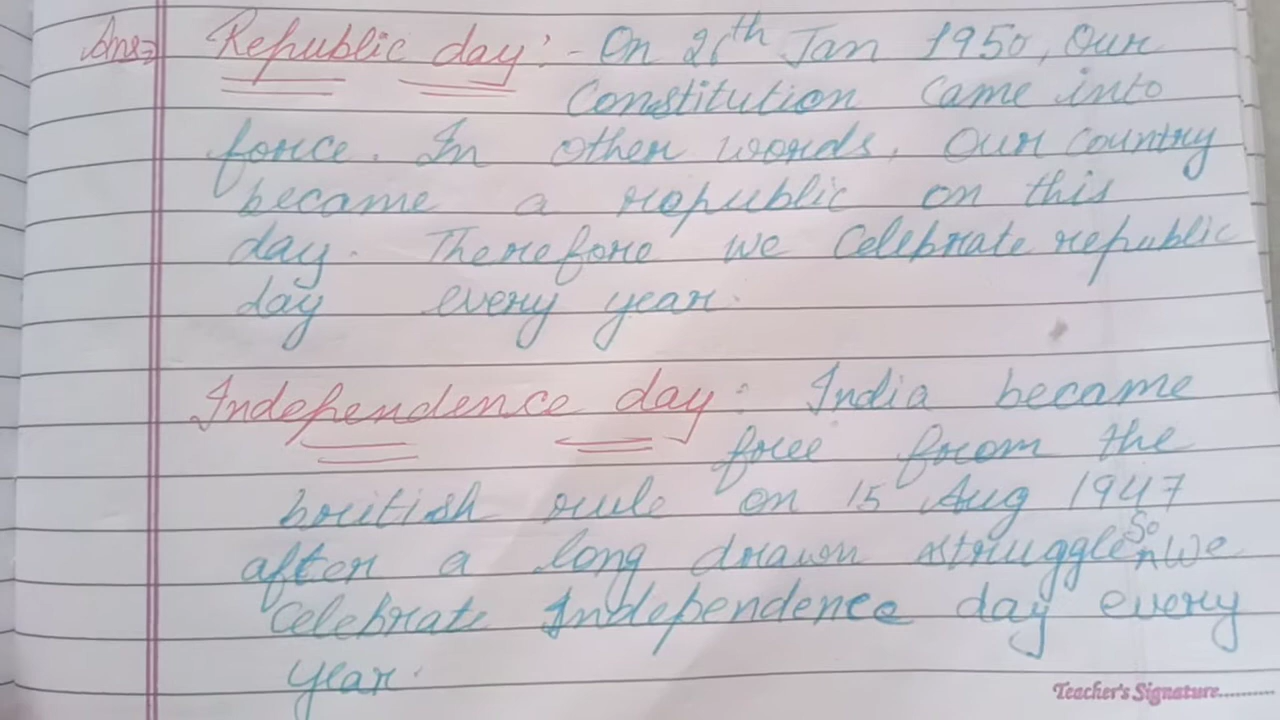 Ans⇒ Republic day :- On 26th Jan 1950, Our
Constitution came into
force. In other words, Our Country
became a republic on this
day. Therefore we Celebrate republic
day every year.
Independence day : India became
free from the
british rule on 15 Aug 1947
after a long drawn struggle So we
Celebrate Independence day every
year.
Teacher's Signature..........